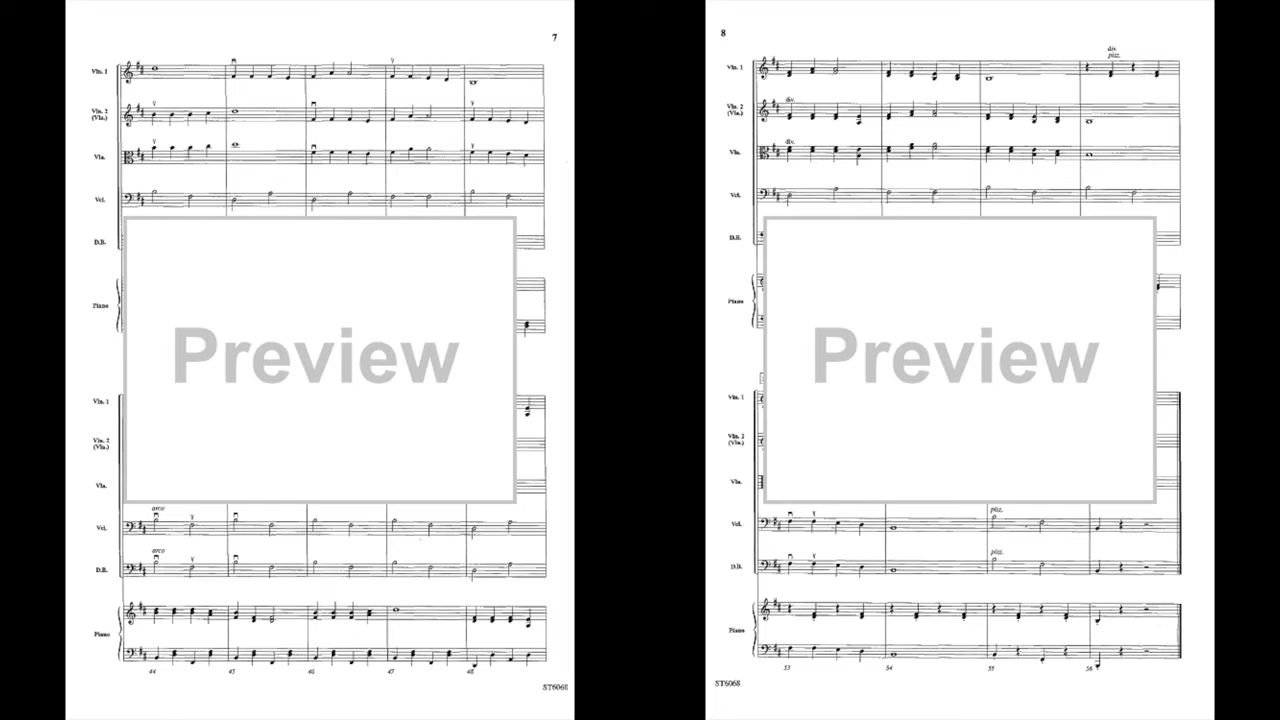 7
Vln. 1
Vln. 2
(Vla.)
Vla.
Vcl.
D.B.
Piano
Preview
Vln. 1
Vln. 2
(Vla.)
Vla.
arco
Vcl.
arco
D.B.
Piano
44 45 46 47 48
ST6068
8
div.
pizz.
Vln. 1
div.
Vln. 2
(Vla.)
div.
Vla.
Vcl.
D.B.
Piano
Preview
Vln. 1
Vln. 2
(Vla.)
Vla.
pizz.
Vcl.
pizz.
D.B.
Piano
53 54 55 56
ST6068